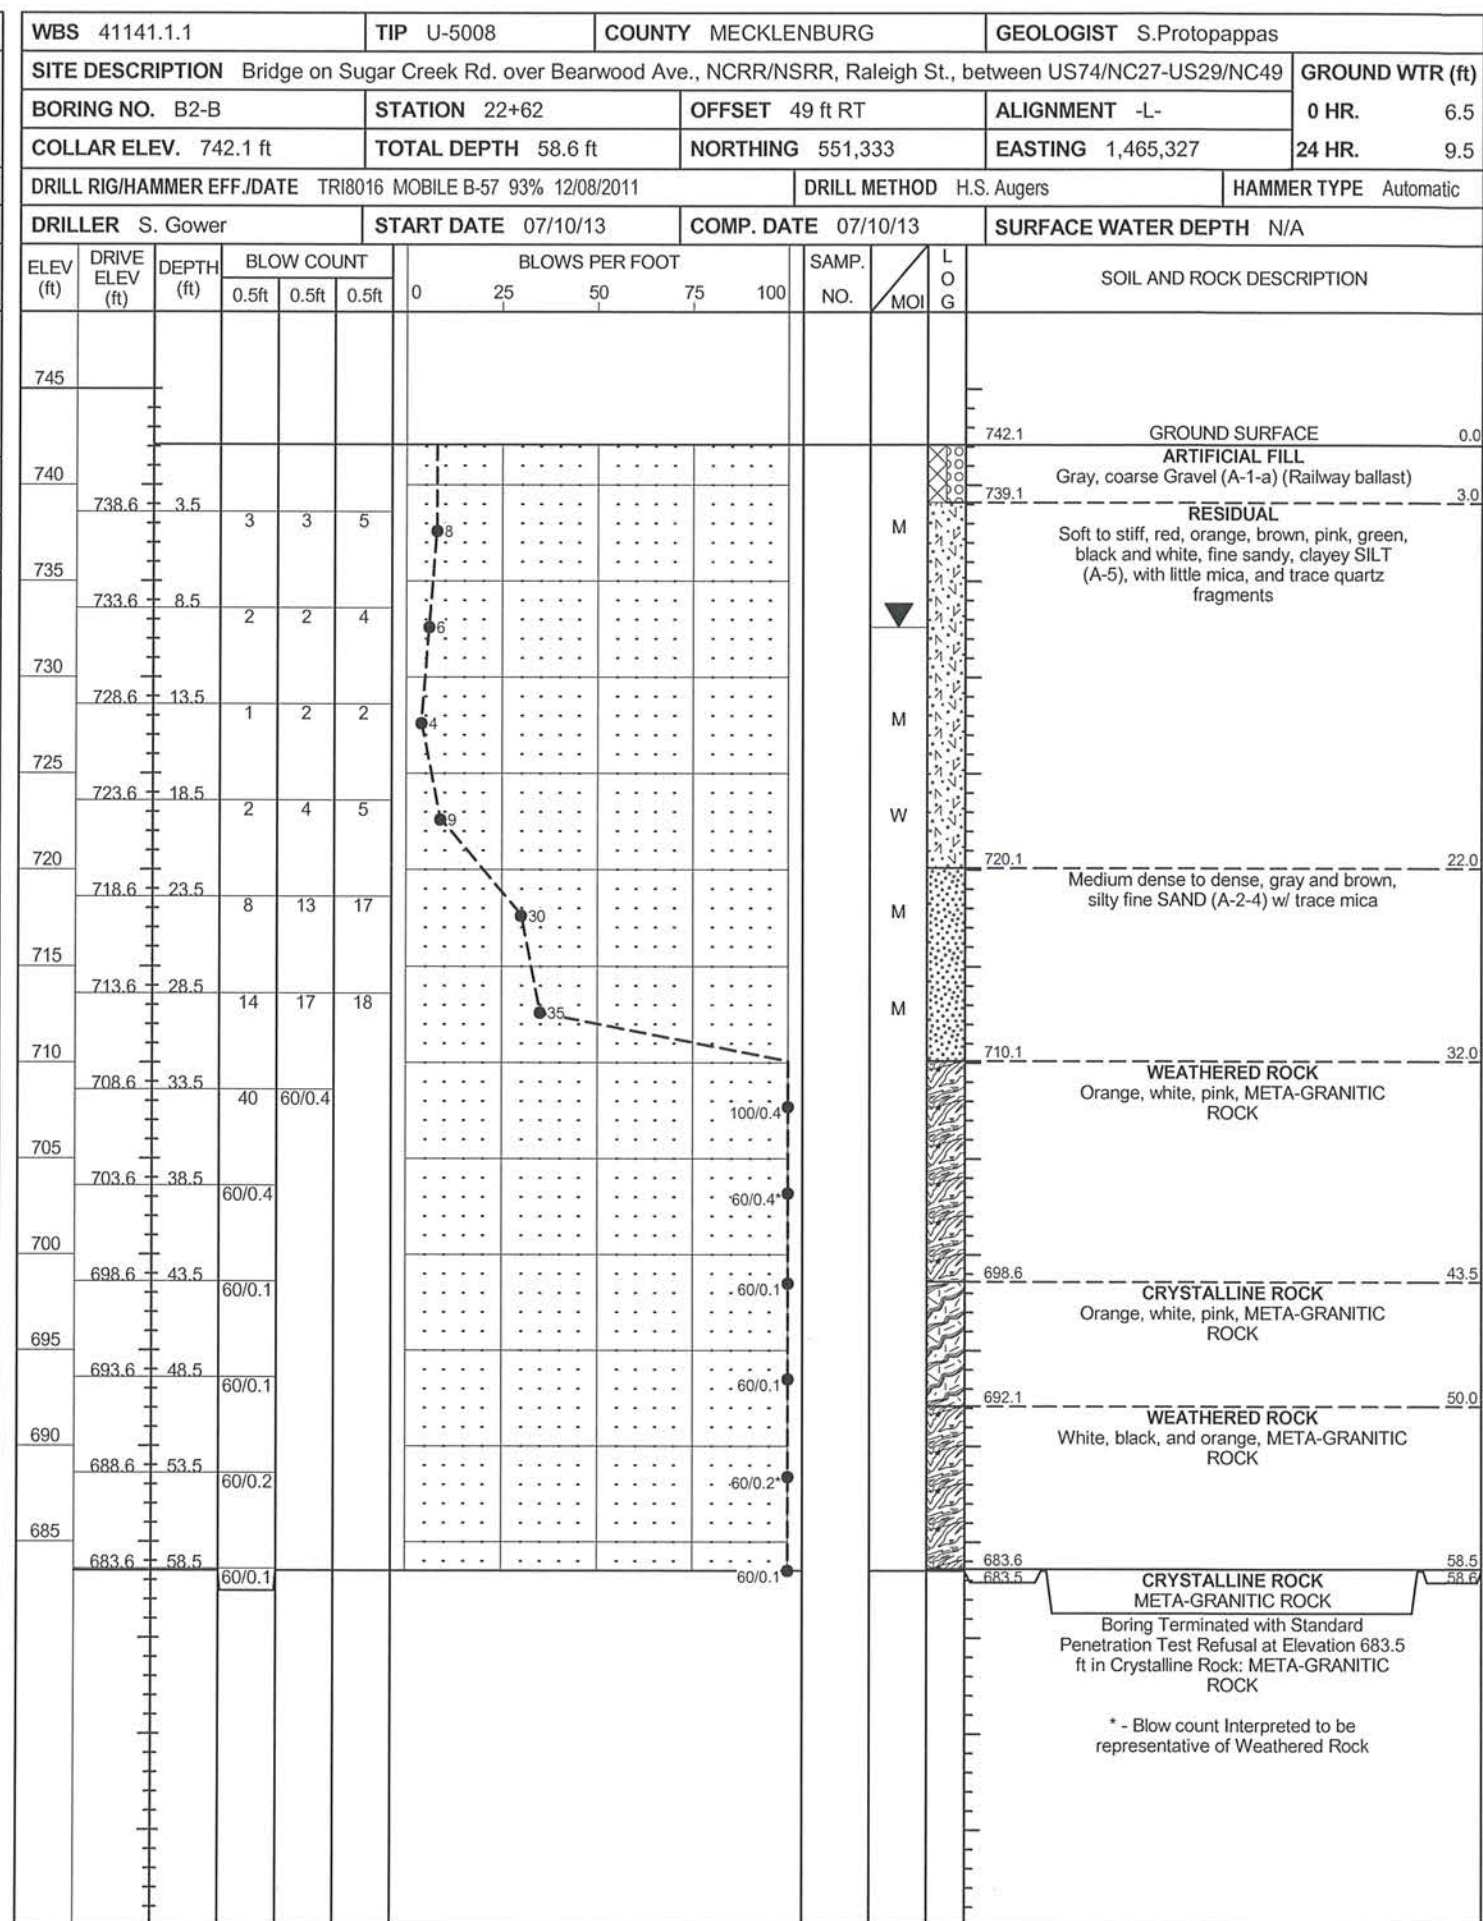 WBS 41141.1.1 TIP U-5008 COUNTY MECKLENBURG GEOLOGIST S.Protopappas
SITE DESCRIPTION Bridge on Sugar Creek Rd. over Bearwood Ave., NCRR/NSRR, Raleigh St., between US74/NC27-US29/NC49 GROUND WTR (ft)
BORING NO. B2-B STATION 22+62 OFFSET 49 ft RT ALIGNMENT -L- 0 HR. 6.5
COLLAR ELEV. 742.1 ft TOTAL DEPTH 58.6 ft NORTHING 551,333 EASTING 1,465,327 24 HR. 9.5
DRILL RIG/HAMMER EFF./DATE TRI8016 MOBILE B-57 93% 12/08/2011 DRILL METHOD H.S. Augers HAMMER TYPE Automatic
DRILLER S. Gower START DATE 07/10/13 COMP. DATE 07/10/13 SURFACE WATER DEPTH N/A
ELEV (ft) DRIVE ELEV (ft) DEPTH (ft) BLOW COUNT BLOWS PER FOOT SAMP. NO. MOI LOG SOIL AND ROCK DESCRIPTION
0.5ft 0.5ft 0.5ft 0 25 50 75 100
745
742.1 GROUND SURFACE 0.0
ARTIFICIAL FILL
740 Gray, coarse Gravel (A-1-a) (Railway ballast)
739.1 3.0
738.6 3.5 RESIDUAL
3 3 5 8 M Soft to stiff, red, orange, brown, pink, green,
black and white, fine sandy, clayey SILT
735 (A-5), with little mica, and trace quartz
fragments
733.6 8.5
2 2 4 6
730
728.6 13.5
1 2 2 4 M
725
723.6 18.5
2 4 5 9 W
720 720.1 22.0
718.6 23.5 Medium dense to dense, gray and brown,
8 13 17 30 M silty fine SAND (A-2-4) w/ trace mica
715
713.6 28.5
14 17 18 35 M
710 710.1 32.0
WEATHERED ROCK
708.6 33.5 Orange, white, pink, META-GRANITIC
40 60/0.4 100/0.4 ROCK
705
703.6 38.5
60/0.4 60/0.4*
700
698.6 43.5 698.6 43.5
60/0.1 60/0.1 CRYSTALLINE ROCK
Orange, white, pink, META-GRANITIC
695 ROCK
693.6 48.5
60/0.1 60/0.1
692.1 50.0
WEATHERED ROCK
690 White, black, and orange, META-GRANITIC
688.6 53.5 ROCK
60/0.2 60/0.2*
685
683.6 58.5 683.6 58.5
60/0.1 60/0.1 683.5 CRYSTALLINE ROCK 58.6
META-GRANITIC ROCK
Boring Terminated with Standard
Penetration Test Refusal at Elevation 683.5
ft in Crystalline Rock: META-GRANITIC
ROCK
* - Blow count Interpreted to be
representative of Weathered Rock